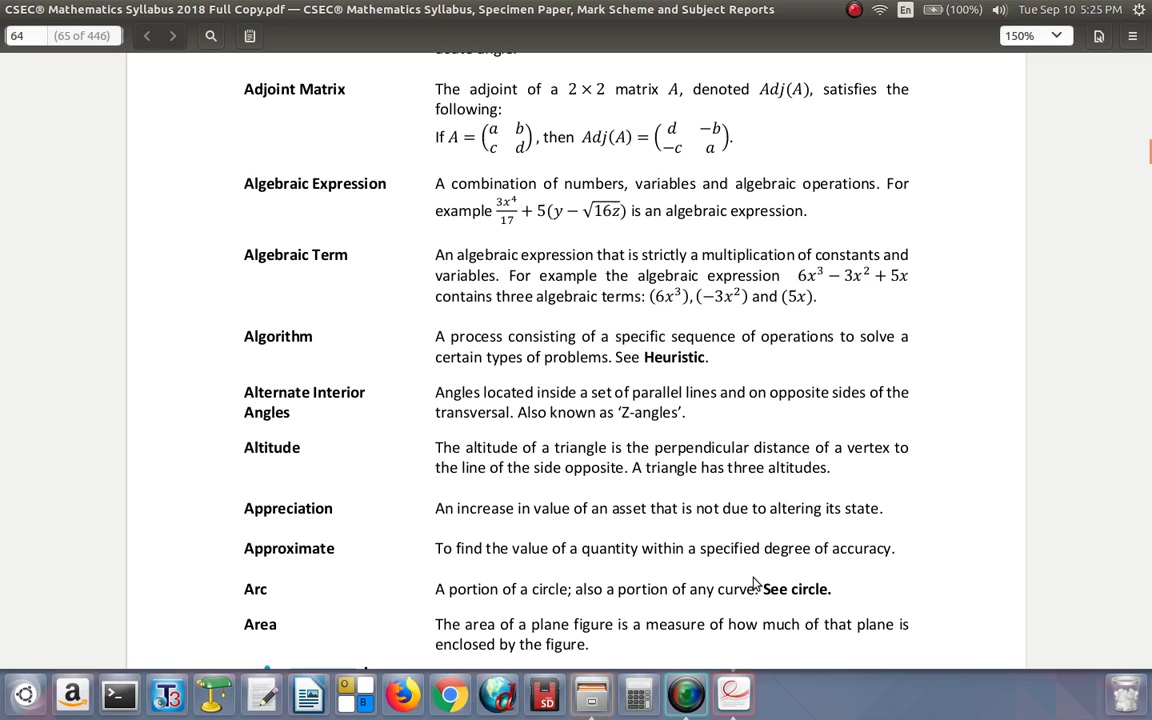 CSEC® Mathematics Syllabus 2018 Full Copy.pdf — CSEC® Mathematics Syllabus, Specimen Paper, Mark Scheme and Subject Reports
En (100%) Tue Sep 10 5:25 PM
64 (65 of 446) 150%
acute angle.
Adjoint Matrix The adjoint of a 2 × 2 matrix A, denoted Adj(A), satisfies the
following:
If A = (a b
c d), then Adj(A) = (d −b
−c a).
Algebraic Expression A combination of numbers, variables and algebraic operations. For
example 3x⁴/17 + 5(y − √16z) is an algebraic expression.
Algebraic Term An algebraic expression that is strictly a multiplication of constants and
variables. For example the algebraic expression 6x³ − 3x² + 5x
contains three algebraic terms: (6x³), (−3x²) and (5x).
Algorithm A process consisting of a specific sequence of operations to solve a
certain types of problems. See Heuristic.
Alternate Interior Angles located inside a set of parallel lines and on opposite sides of the
Angles transversal. Also known as ‘Z-angles’.
Altitude The altitude of a triangle is the perpendicular distance of a vertex to
the line of the side opposite. A triangle has three altitudes.
Appreciation An increase in value of an asset that is not due to altering its state.
Approximate To find the value of a quantity within a specified degree of accuracy.
Arc A portion of a circle; also a portion of any curve. See circle.
Area The area of a plane figure is a measure of how much of that plane is
enclosed by the figure.
a T3 O B SD